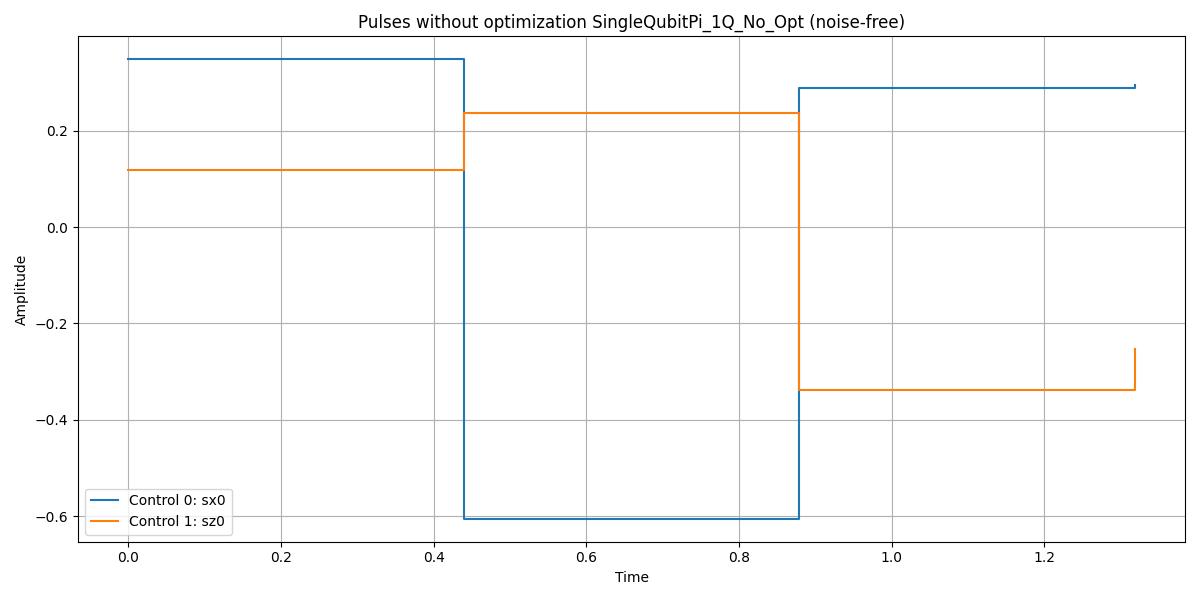 Pulses without optimization SingleQubitPi_1Q_No_Opt (noise-free)
Amplitude
0.2
0.0
−0.2
−0.4
−0.6
Control 0: sx0
Control 1: sz0
0.0 0.2 0.4 0.6 0.8 1.0 1.2
Time